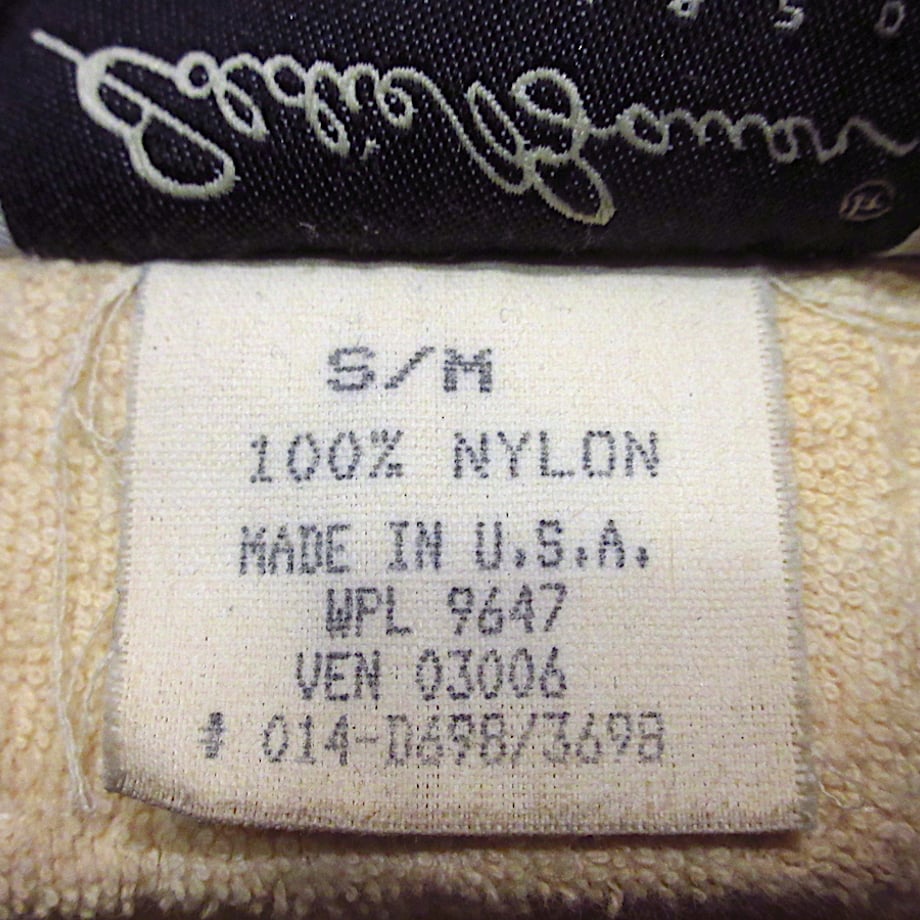 ®
S/M
100% NYLON
MADE IN U.S.A.
WPL 9647
VEN 03006
# 014-D698/3698